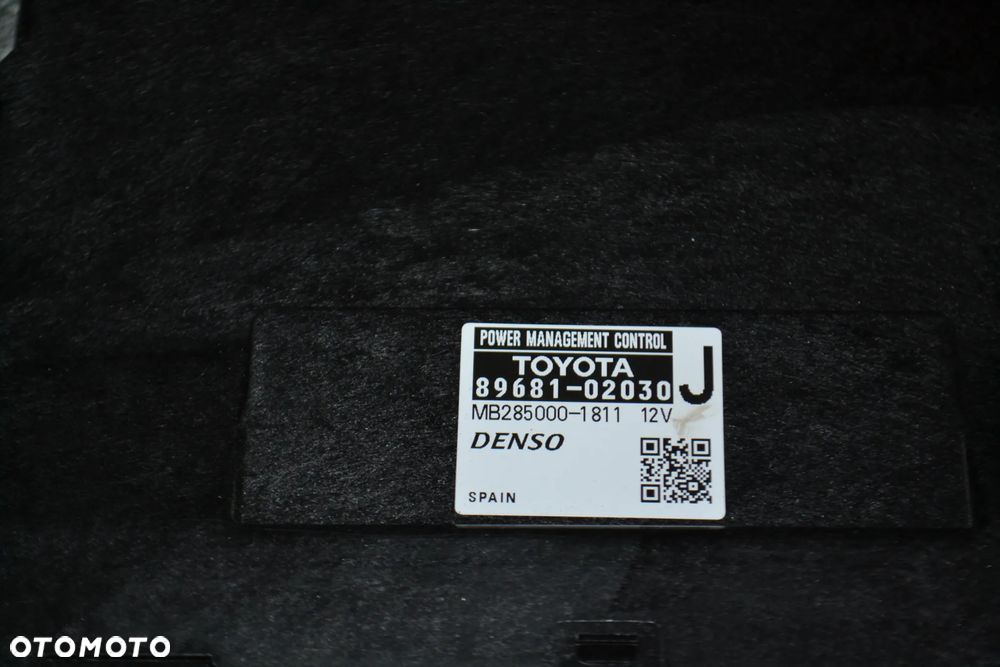 POWER MANAGEMENT CONTROL
TOYOTA
J
89681-02030
MB285000-1811 12V
DENSO
SPAIN
OTOMOTO